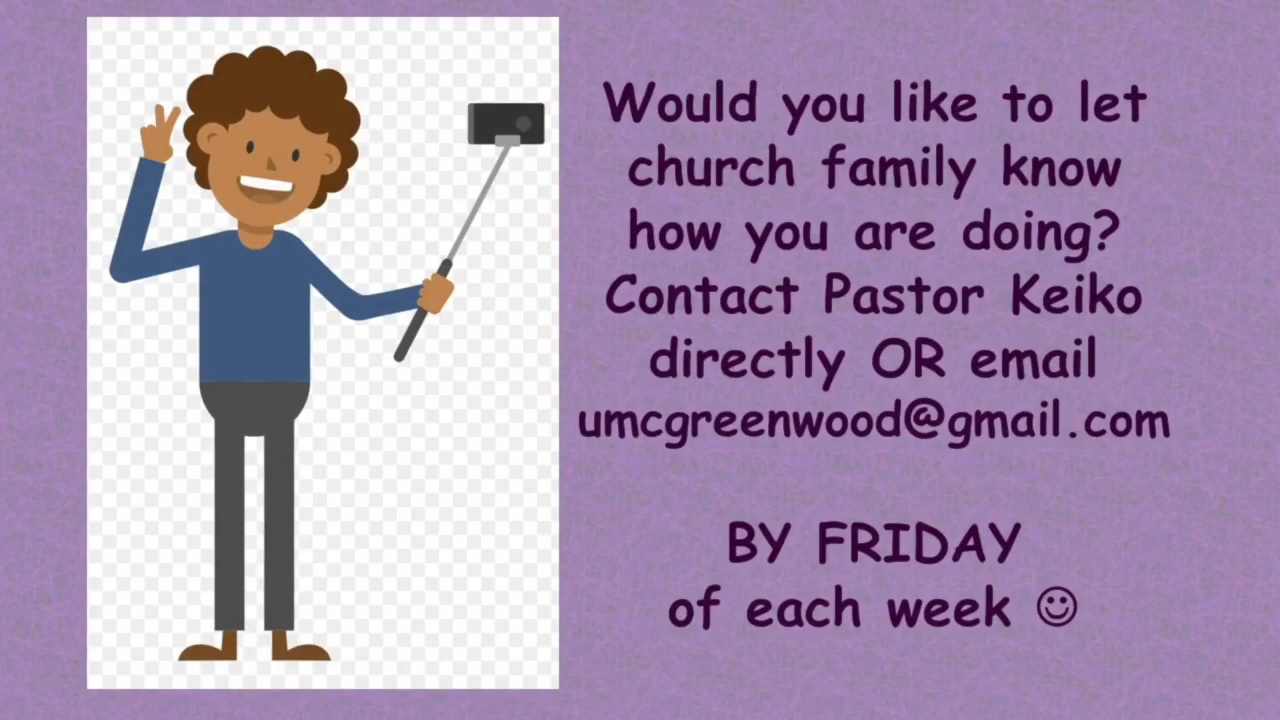 Would you like to let
church family know
how you are doing?
Contact Pastor Keiko
directly OR email
umcgreenwood@gmail.com
BY FRIDAY
of each week ☺